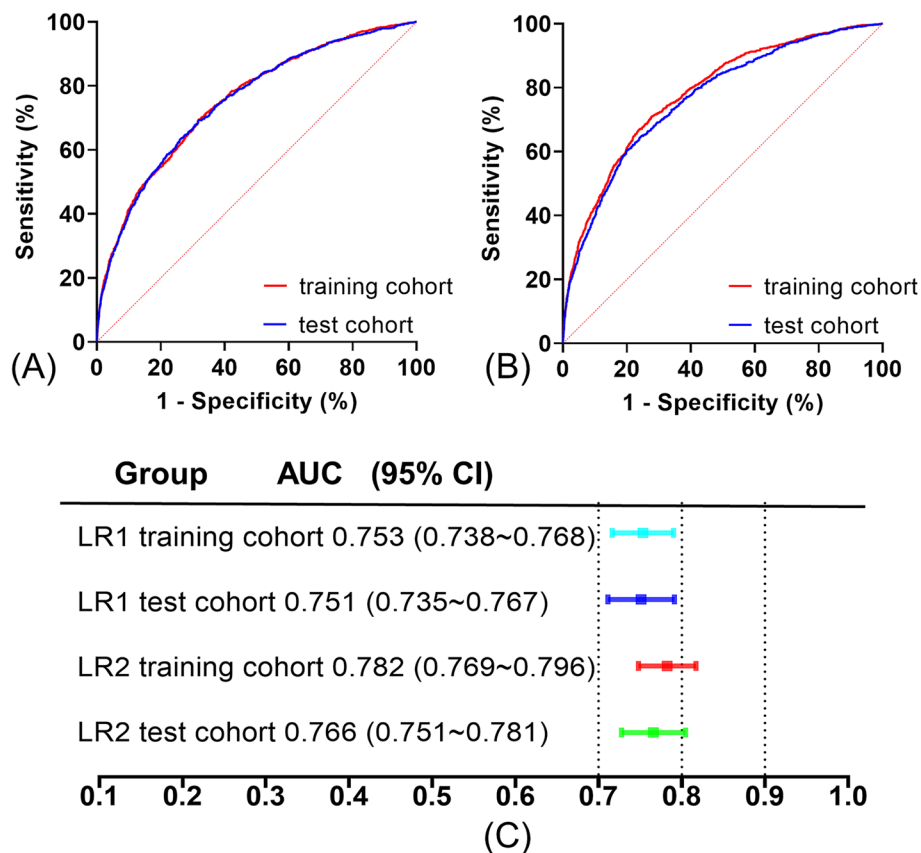 100
80
60
40
20
0
Sensitivity (%)
training cohort
test cohort
0 20 40 60 80 100
1 - Specificity (%)
(A)
100
80
60
40
20
0
Sensitivity (%)
training cohort
test cohort
0 20 40 60 80 100
1 - Specificity (%)
(B)
Group AUC (95% CI)
LR1 training cohort 0.753 (0.738~0.768)
LR1 test cohort 0.751 (0.735~0.767)
LR2 training cohort 0.782 (0.769~0.796)
LR2 test cohort 0.766 (0.751~0.781)
0.1 0.2 0.3 0.4 0.5 0.6 0.7 0.8 0.9 1.0
(C)